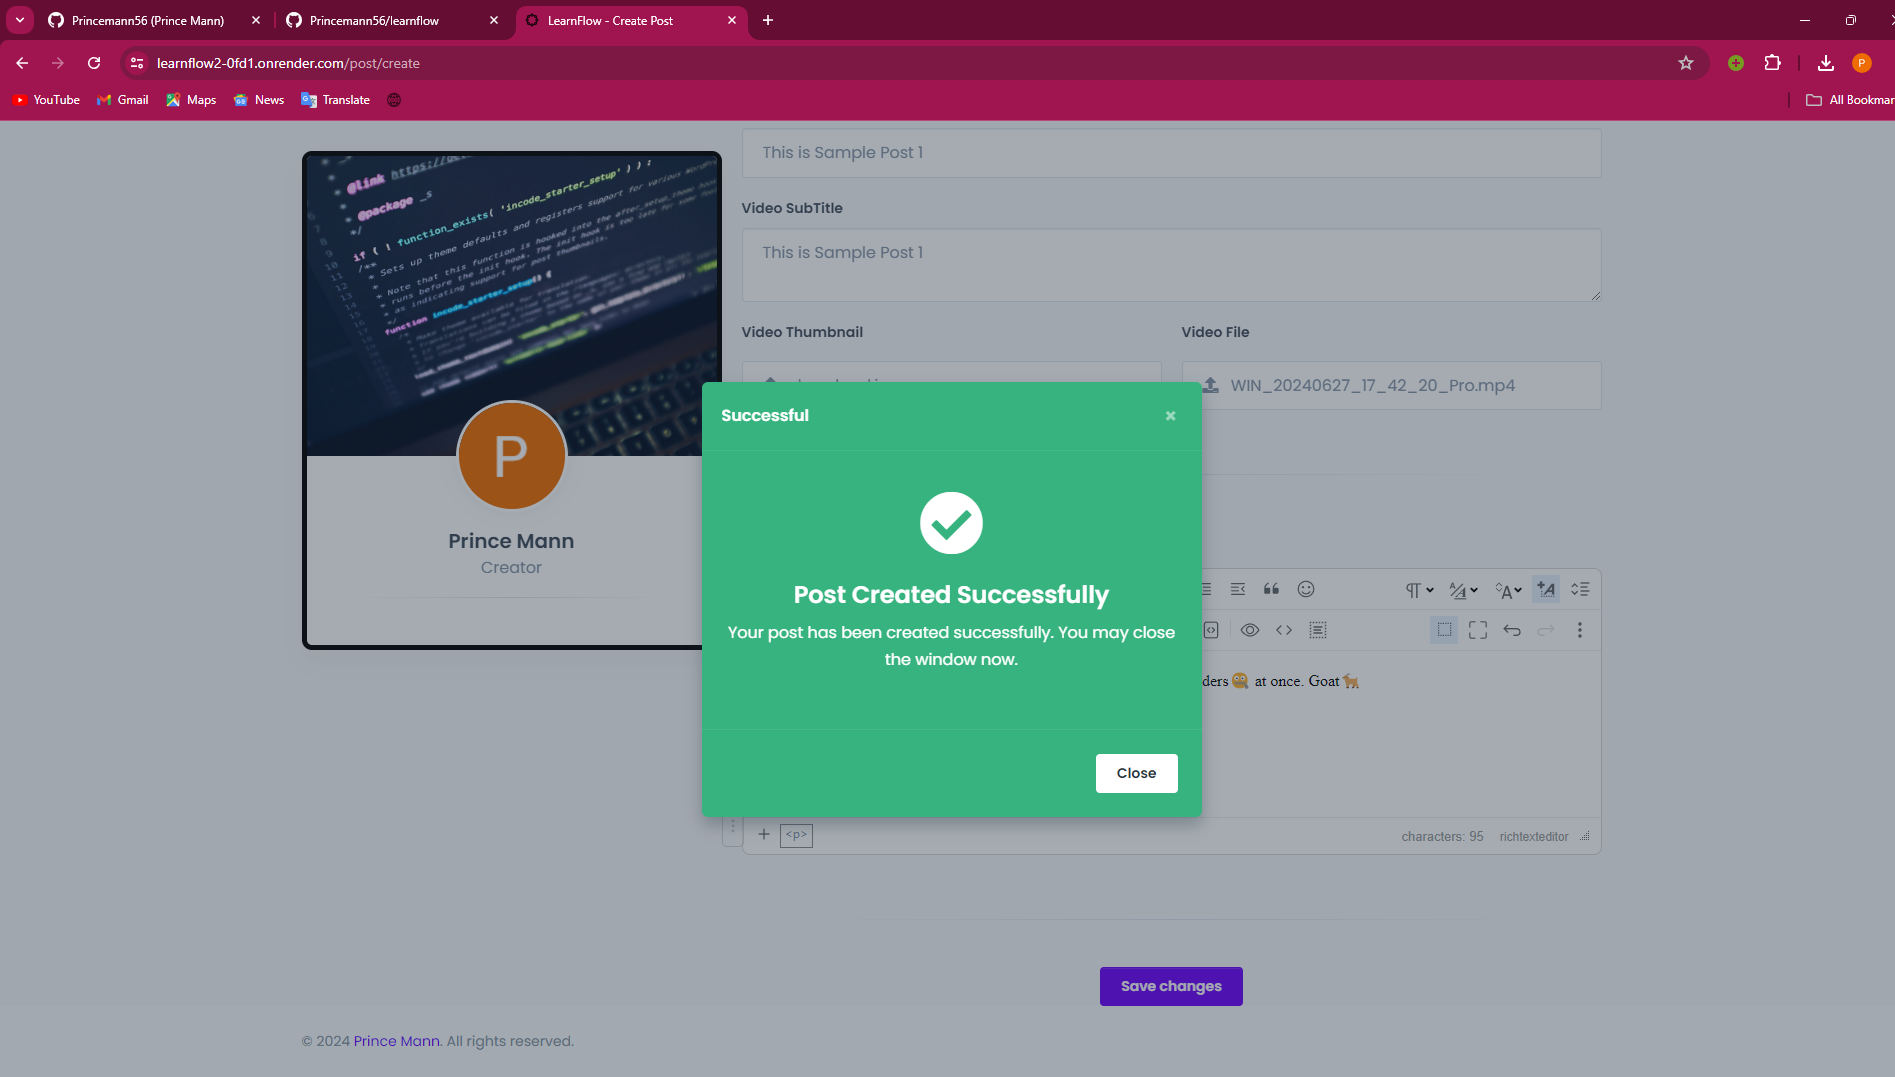 Princemann56 (Prince Mann)
Princemann56/learnflow
LearnFlow - Create Post
learnflow2-0fd1.onrender.com/post/create
P
YouTube
Gmail
Maps
News
Translate
All Bookmar
This is Sample Post 1
Video SubTitle
This is Sample Post 1
Video Thumbnail
Video File
WIN_20240627_17_42_20_Pro.mp4
@link https://
@package _s
if ( ! function_exists( 'incode_starter_setup' ) ) :
* Sets up theme defaults and registers support for various
* Note that this function is hooked into the after_setup_theme
* runs before the init hook. The init hook is too late for some
* as indicating support for post thumbnails.
function incode_starter_setup() {
P
Prince Mann
Creator
Successful
×
Post Created Successfully
Your post has been created successfully. You may close
the window now.
Close
ders🤐 at once. Goat🐐
+ <p>
characters: 95 richtexteditor
Save changes
© 2024 Prince Mann. All rights reserved.